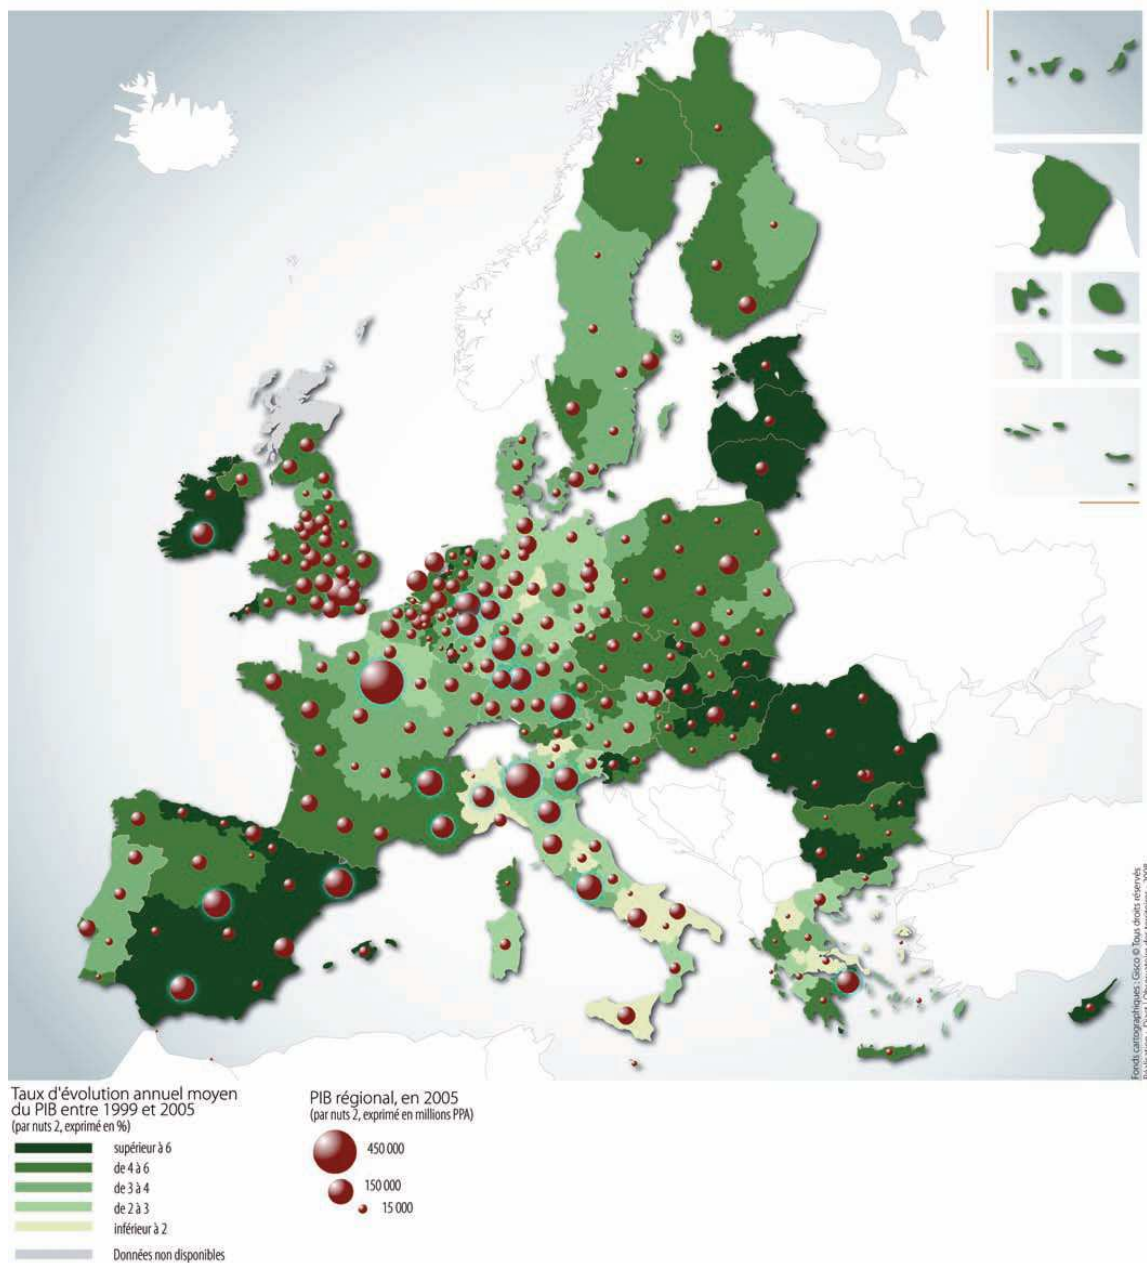 Fonds cartographiques : Gisco © Tous droits réservés
Taux d'évolution annuel moyen
du PIB entre 1999 et 2005
(par nuts 2, exprimé en %)
supérieur à 6
de 4 à 6
de 3 à 4
de 2 à 3
inférieur à 2
Données non disponibles
PIB régional, en 2005
(par nuts 2, exprimé en millions PPA)
450 000
150 000
15 000